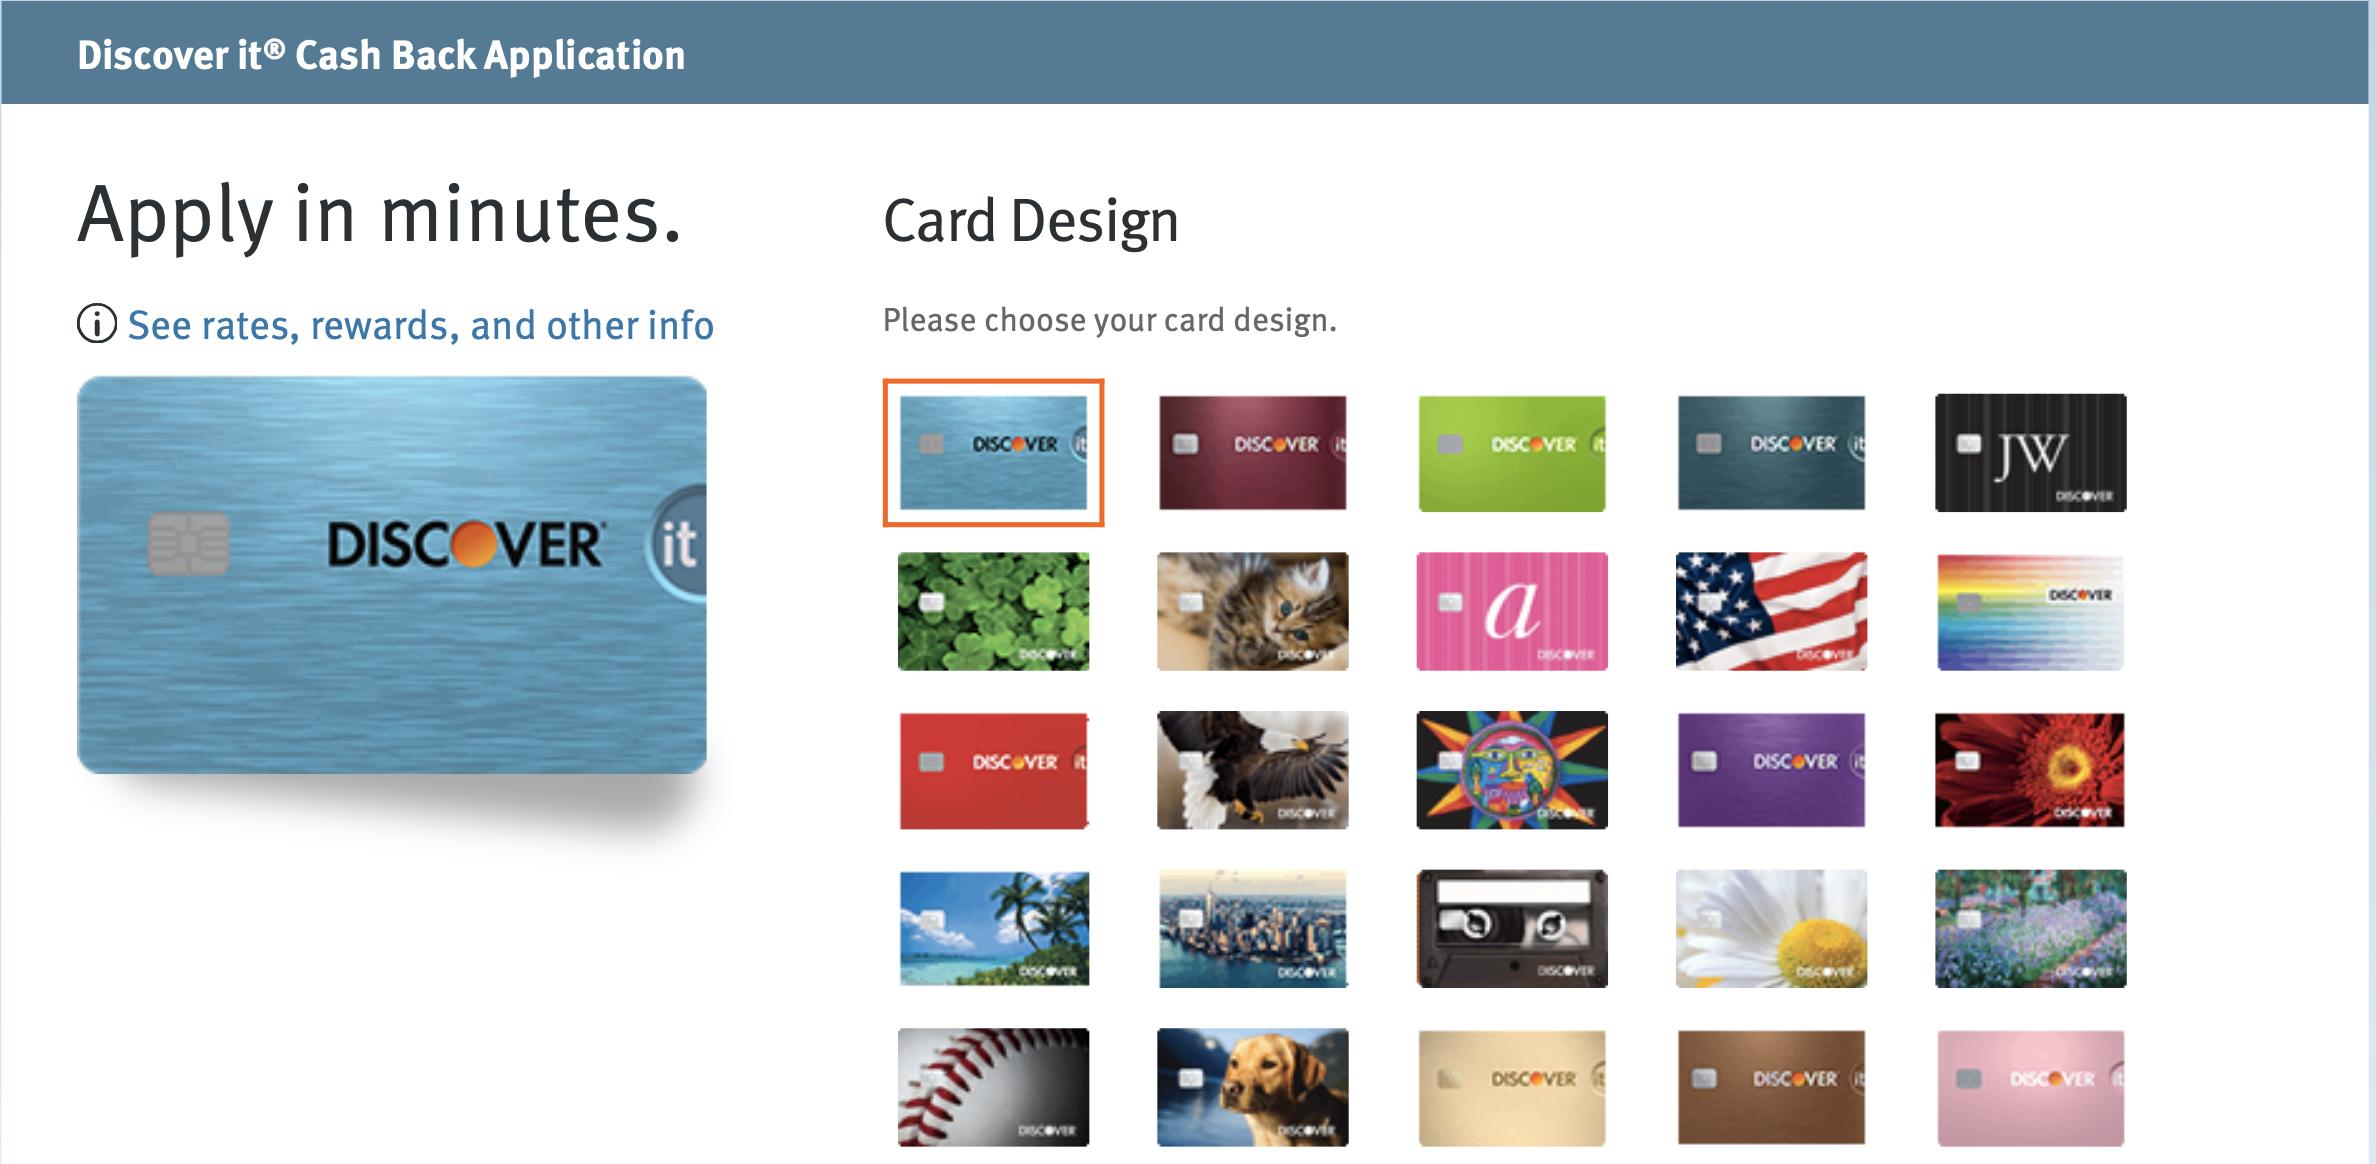 Discover it® Cash Back Application
Apply in minutes.
See rates, rewards, and other info
DISCOVER
it
Card Design
Please choose your card design.
DISCOVER it
DISCOVER it
DISCOVER it
DISCOVER it
JW
DISCOVER
DISCOVER
DISCOVER
a
DISCOVER
DISCOVER
DISCOVER
DISCOVER it
DISCOVER
DISCOVER
DISCOVER it
DISCOVER
DISCOVER
DISCOVER
DISCOVER
DISCOVER
DISCOVER
DISCOVER
DISCOVER
DISCOVER it
DISCOVER it
DISCOVER it